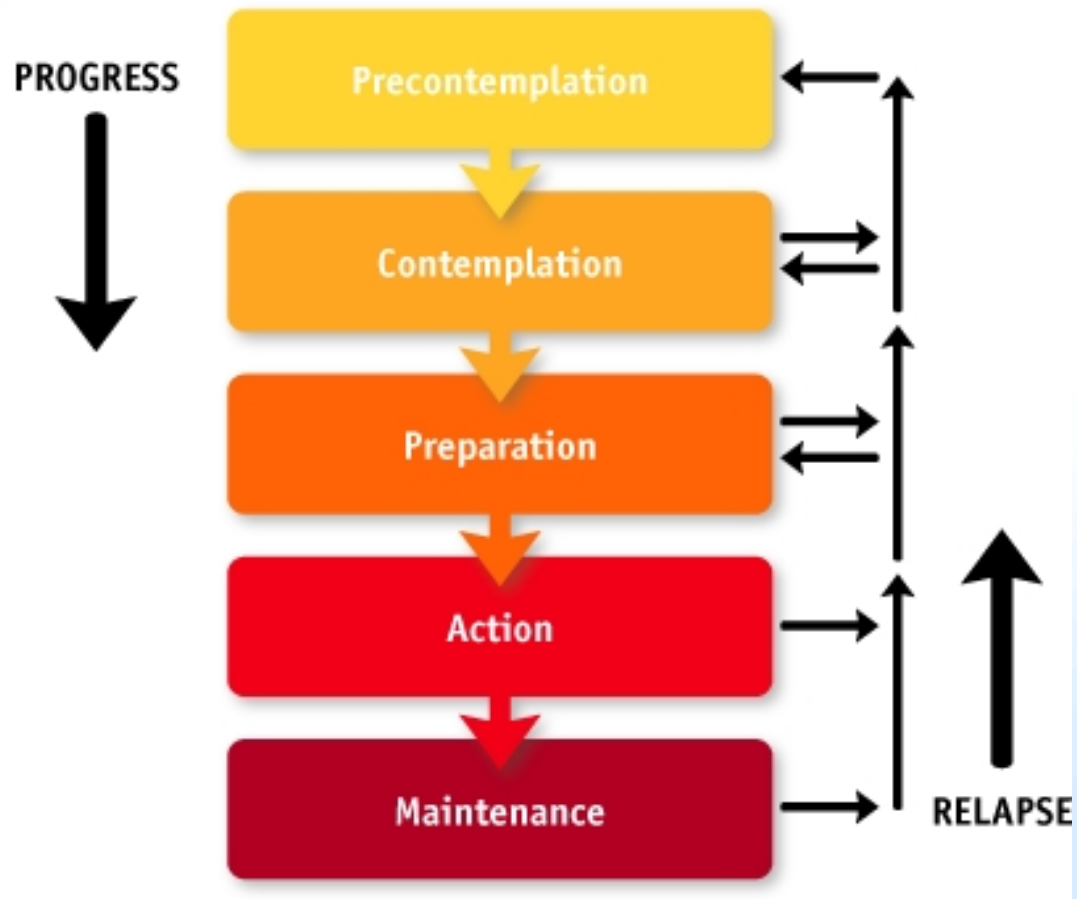 PROGRESS
Precontemplation
Contemplation
Preparation
Action
Maintenance
RELAPSE